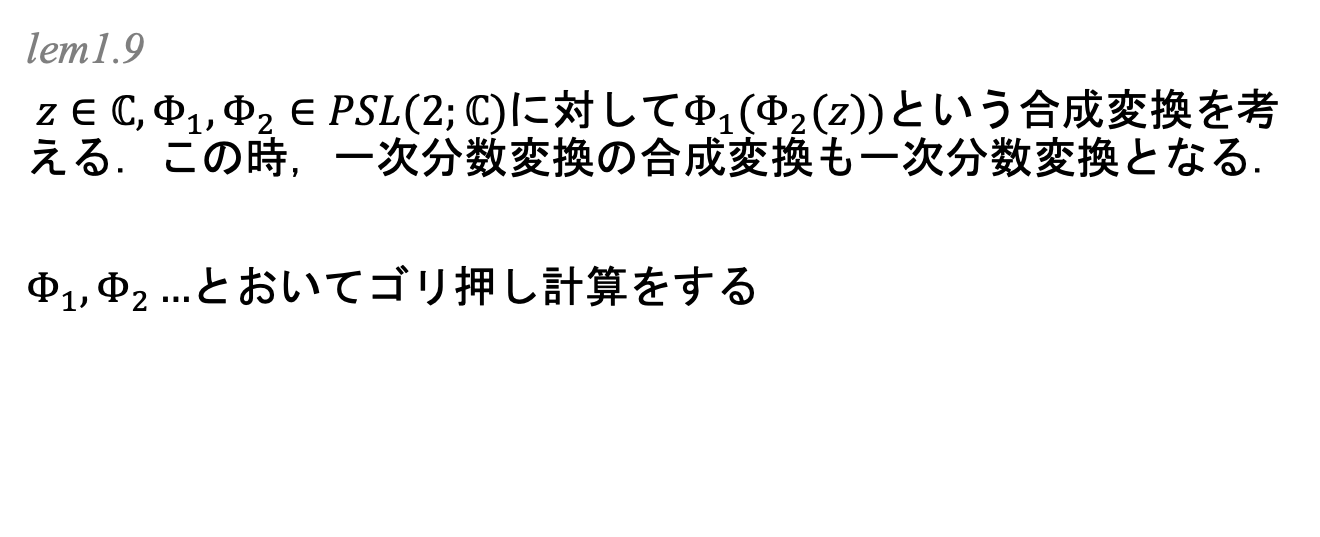 lem1.9
z ∈ ℂ, Φ₁, Φ₂ ∈ PSL(2; ℂ)に対してΦ₁(Φ₂(z))という合成変換を考
える． この時， 一次分数変換の合成変換も一次分数変換となる．
Φ₁, Φ₂ …とおいてゴリ押し計算をする